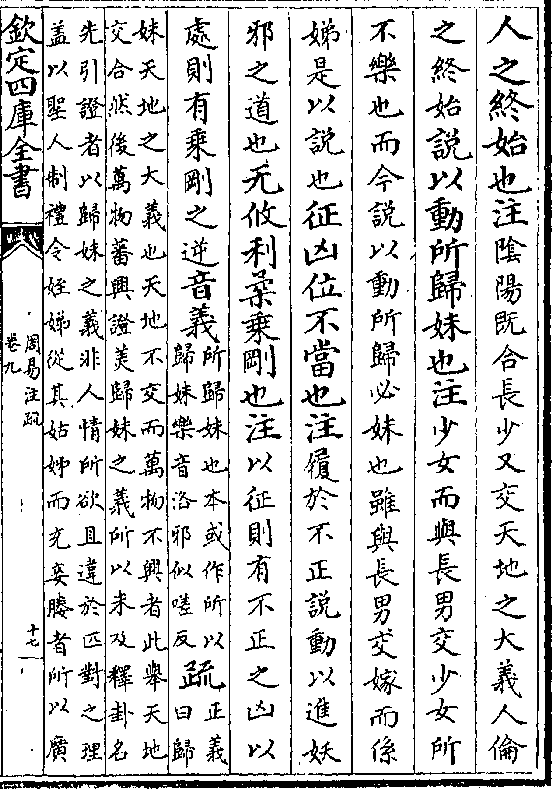 人之終始也注陰陽既合長少又交天地之大義人倫
之終始說以動所歸妹也注少女而與長男交少女所
不樂也而今說以動所歸必妹也雖與長男交嫁而係
娣是以說也征凶位不當也注履於不正說動以進妖
邪之道也无攸利柔乘剛也注以征則有不正之凶以
處則有乘剛之逆音義
所歸妹也本或作所以
歸妹樂音洛邪似嗟反
疏
正義
曰歸
妹天地之大義也天地不交而萬物不興者此舉天地
交合然後萬物蕃興證美歸妹之義所以未及釋卦名
先引證者以歸妹之義非人情所欲且違於匹對之理
盖以聖人制禮令姪娣從其姑姊而充妾媵者所以廣
欽定四庫全書
周易注疏
卷九
十七